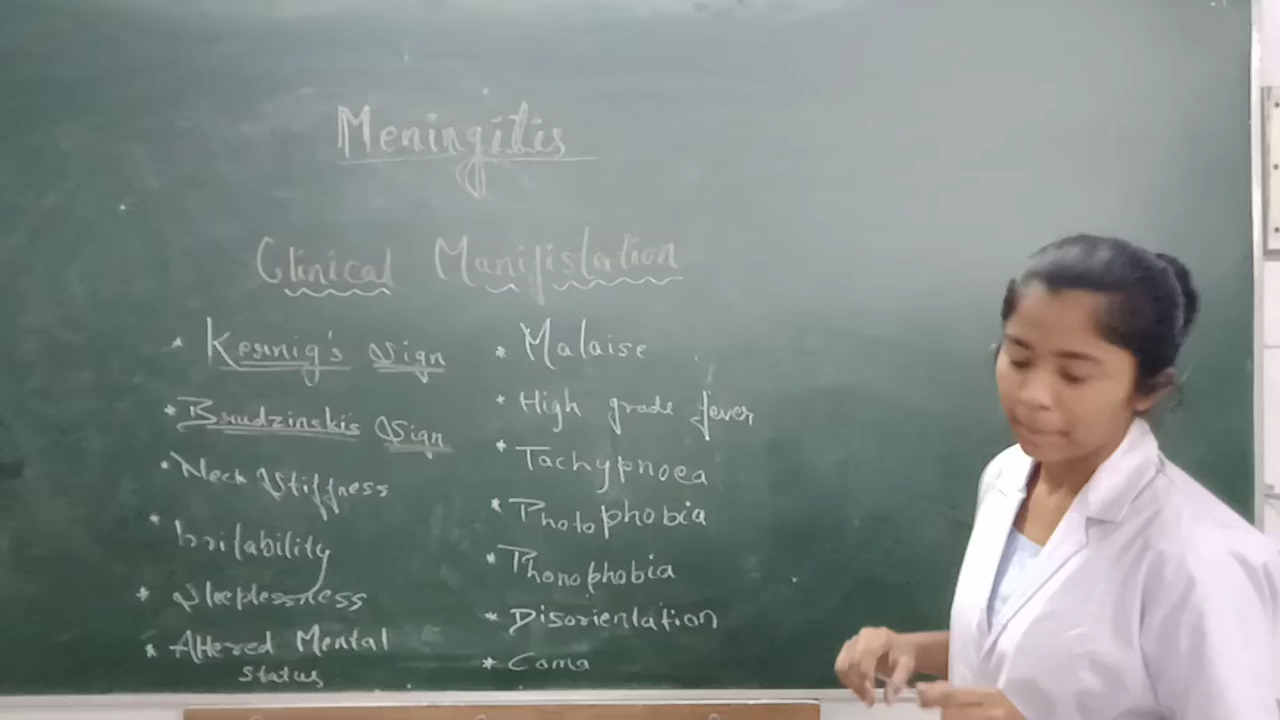 Meningitis
Clinical Manifistation
Kernig's Sign
* Brudzinskis Sign
Neck Stiffness
Irritability
* Sleeplessness
* Altered Mental
Status
* Malaise
* High grade fever
* Tachypnoea
* Photophobia
* Phonophobia
* Disorientation
* Coma